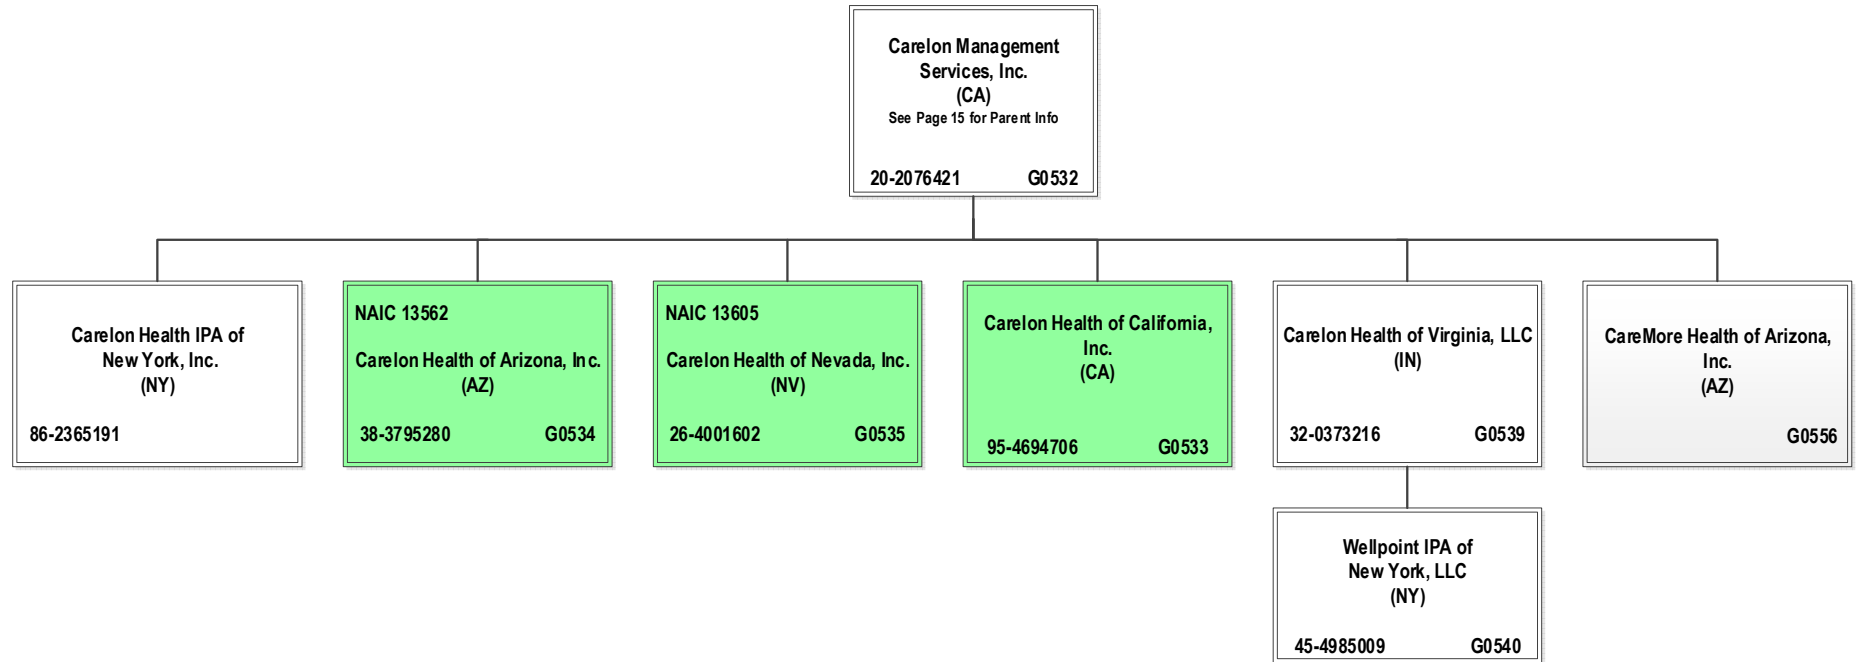 Carelon Management
Services, Inc.
(CA)
See Page 15 for Parent Info
20-2076421 G0532
Carelon Health IPA of
New York, Inc.
(NY)
86-2365191
NAIC 13562
Carelon Health of Arizona, Inc.
(AZ)
38-3795280 G0534
NAIC 13605
Carelon Health of Nevada, Inc.
(NV)
26-4001602 G0535
Carelon Health of California,
Inc.
(CA)
95-4694706 G0533
Carelon Health of Virginia, LLC
(IN)
32-0373216 G0539
CareMore Health of Arizona,
Inc.
(AZ)
G0556
Wellpoint IPA of
New York, LLC
(NY)
45-4985009 G0540